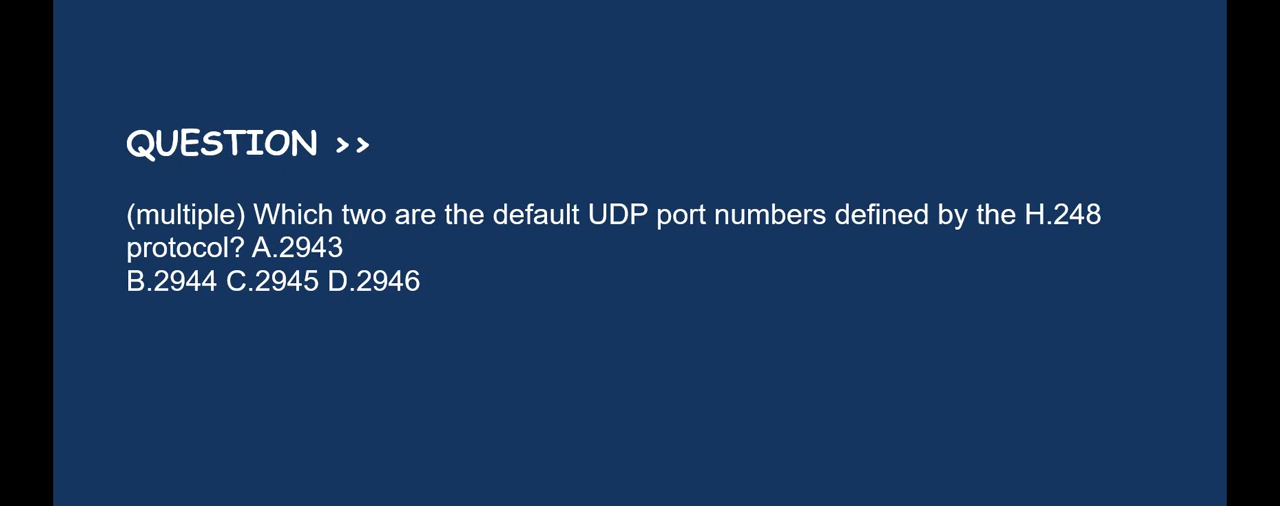 QUESTION >>
(multiple) Which two are the default UDP port numbers defined by the H.248
protocol? A.2943
B.2944 C.2945 D.2946